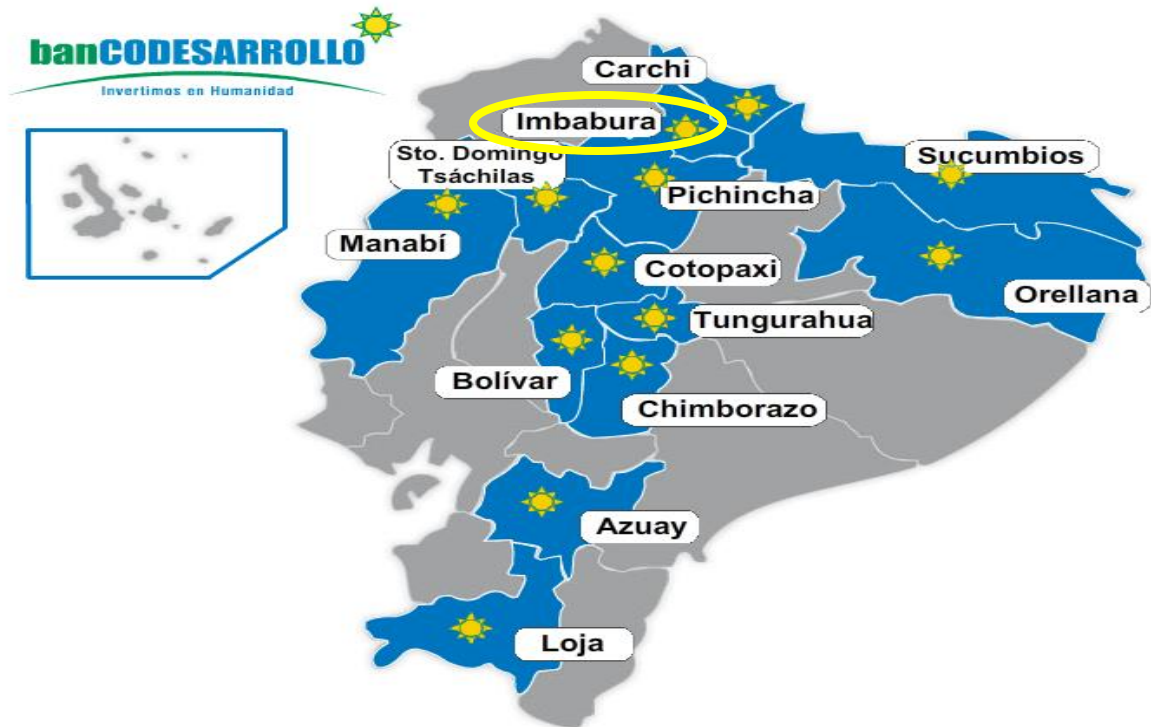 banCODESARROLLO
Invertimos en Humanidad
Carchi
Imbabura
Sto. Domingo
Tsáchilas
Sucumbios
Pichincha
Manabí
Cotopaxi
Orellana
Tungurahua
Bolívar
Chimborazo
Azuay
Loja